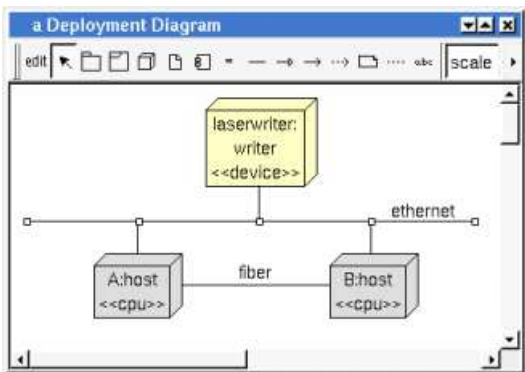 a Deployment Diagram
edit
abc
scale
laserwriter:
writer
<<device>>
ethernet
A:host
<<cpu>>
fiber
B:host
<<cpu>>